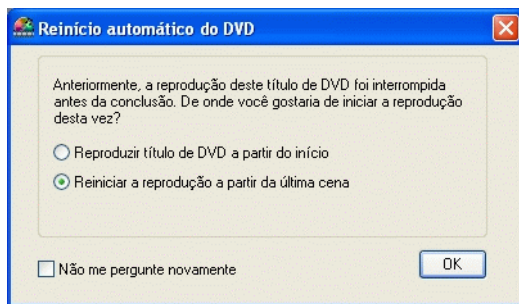 Reinício automático do DVD
Anteriormente, a reprodução deste título de DVD foi interrompida
antes da conclusão. De onde você gostaria de iniciar a reprodução
desta vez?
Reproduzir título de DVD a partir do início
Reiniciar a reprodução a partir da última cena
Não me pergunte novamente
OK